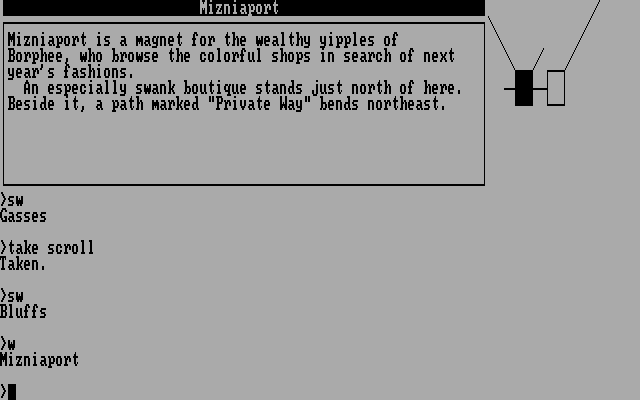 Mizniaport
Mizniaport is a magnet for the wealthy yipples of
Borphee, who browse the colorful shops in search of next
year's fashions.
An especially swank boutique stands just north of here.
Beside it, a path marked "Private Way" bends northeast.
>sw
Gasses
>take scroll
Taken.
>sw
Bluffs
>w
Mizniaport
>